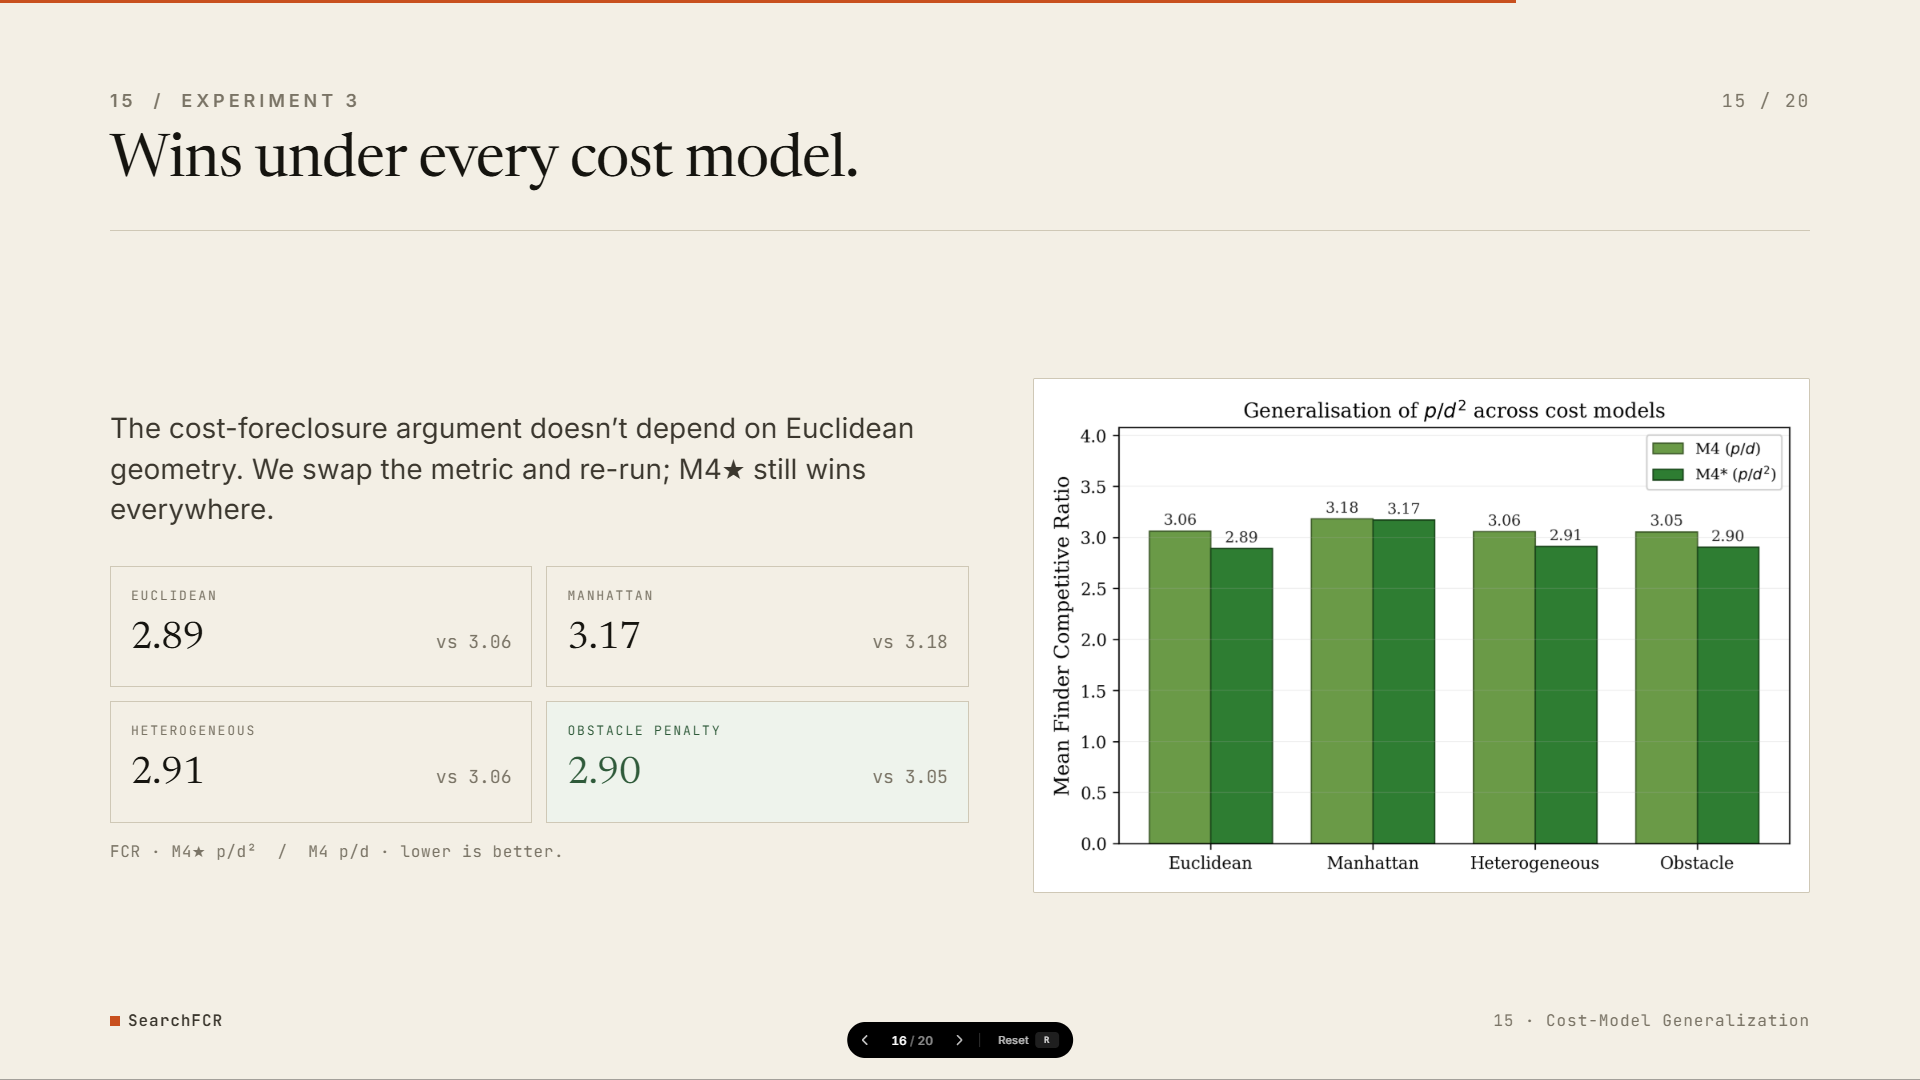 15 / EXPERIMENT 3
15 / 20
Wins under every cost model.
The cost-foreclosure argument doesn’t depend on Euclidean
geometry. We swap the metric and re-run; M4★ still wins
everywhere.
EUCLIDEAN
2.89 vs 3.06
MANHATTAN
3.17 vs 3.18
HETEROGENEOUS
2.91 vs 3.06
OBSTACLE PENALTY
2.90 vs 3.05
FCR · M4★ p/d² / M4 p/d · lower is better.
Generalisation of p/d² across cost models
Mean Finder Competitive Ratio
4.0
3.5
3.0
2.5
2.0
1.5
1.0
0.5
0.0
M4 (p/d)
M4* (p/d²)
3.06 2.89 3.18 3.17 3.06 2.91 3.05 2.90
Euclidean Manhattan Heterogeneous Obstacle
SearchFCR
16 / 20 Reset R
15 · Cost-Model Generalization